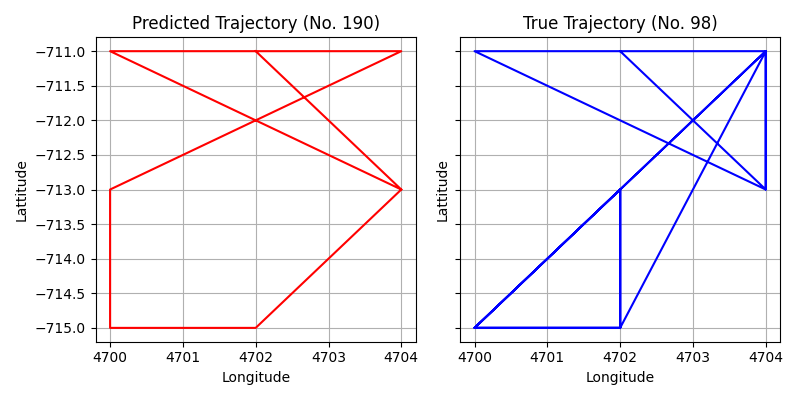 Predicted Trajectory (No. 190)
True Trajectory (No. 98)
−711.0
−711.5
−712.0
−712.5
−713.0
−713.5
−714.0
−714.5
−715.0
Lattitude
Lattitude
4700 4701 4702 4703 4704
4700 4701 4702 4703 4704
Longitude
Longitude